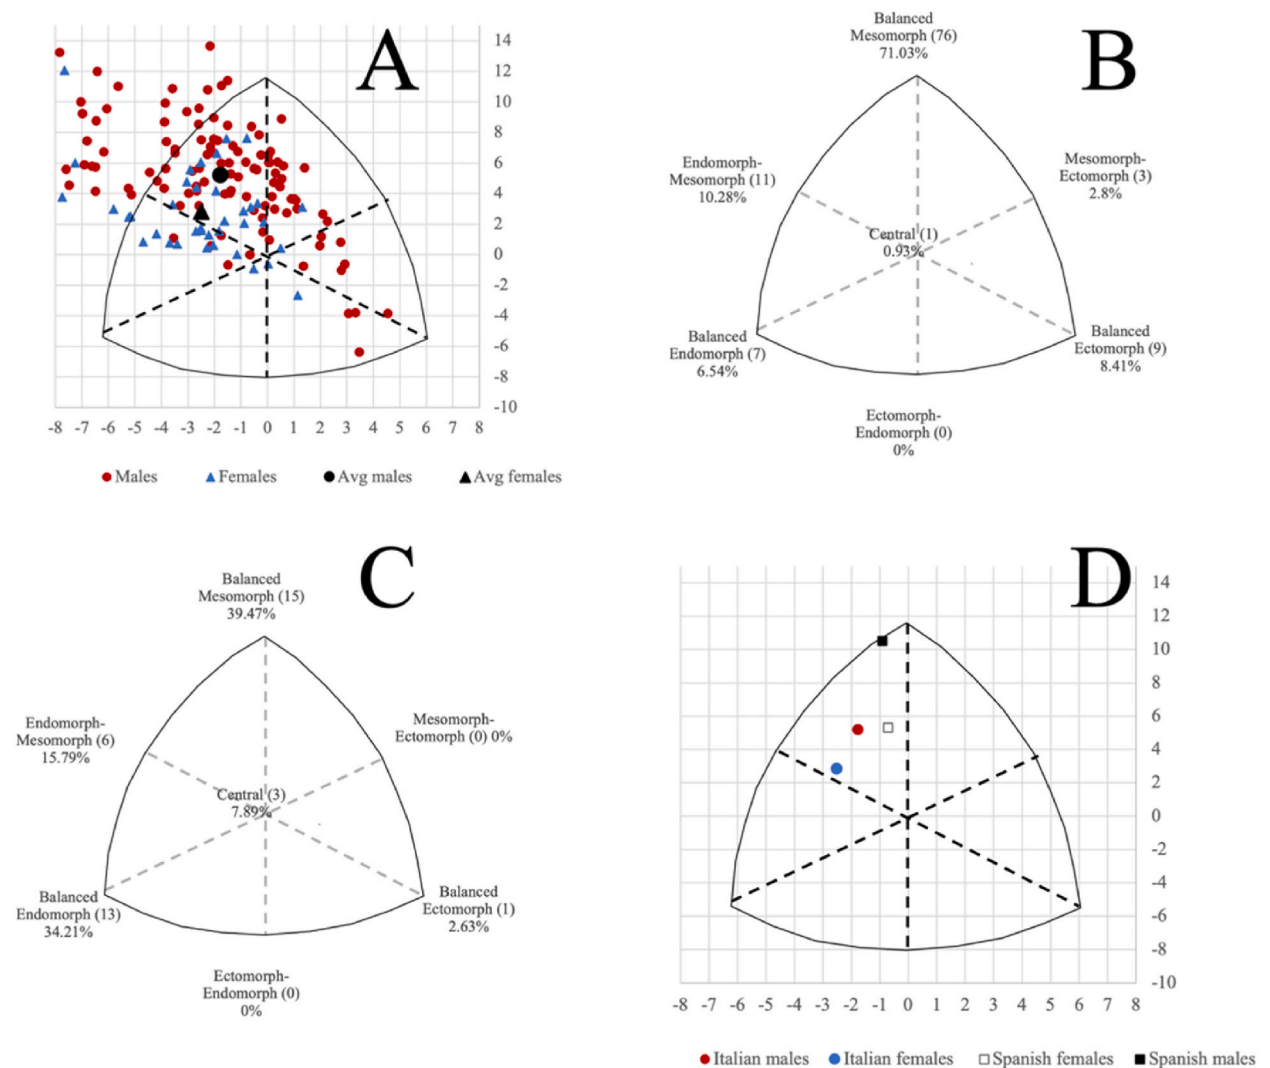 A
14
12
10
8
6
4
2
0
-2
-4
-6
-8
-10
-8 -7 -6 -5 -4 -3 -2 -1 0 1 2 3 4 5 6 7 8
Males Females Avg males Avg females
B
Balanced
Mesomorph (76)
71.03%
Endomorph-
Mesomorph (11)
10.28%
Mesomorph-
Ectomorph (3)
2.8%
Central (1)
0.93%
Balanced
Endomorph (7)
6.54%
Balanced
Ectomorph (9)
8.41%
Ectomorph-
Endomorph (0)
0%
C
Balanced
Mesomorph (15)
39.47%
Endomorph-
Mesomorph (6)
15.79%
Mesomorph-
Ectomorph (0) 0%
Central (3)
7.89%
Balanced
Endomorph (13)
34.21%
Balanced
Ectomorph (1)
2.63%
Ectomorph-
Endomorph (0)
0%
D
14
12
10
8
6
4
2
0
-2
-4
-6
-8
-10
-8 -7 -6 -5 -4 -3 -2 -1 0 1 2 3 4 5 6 7 8
Italian males Italian females Spanish females Spanish males